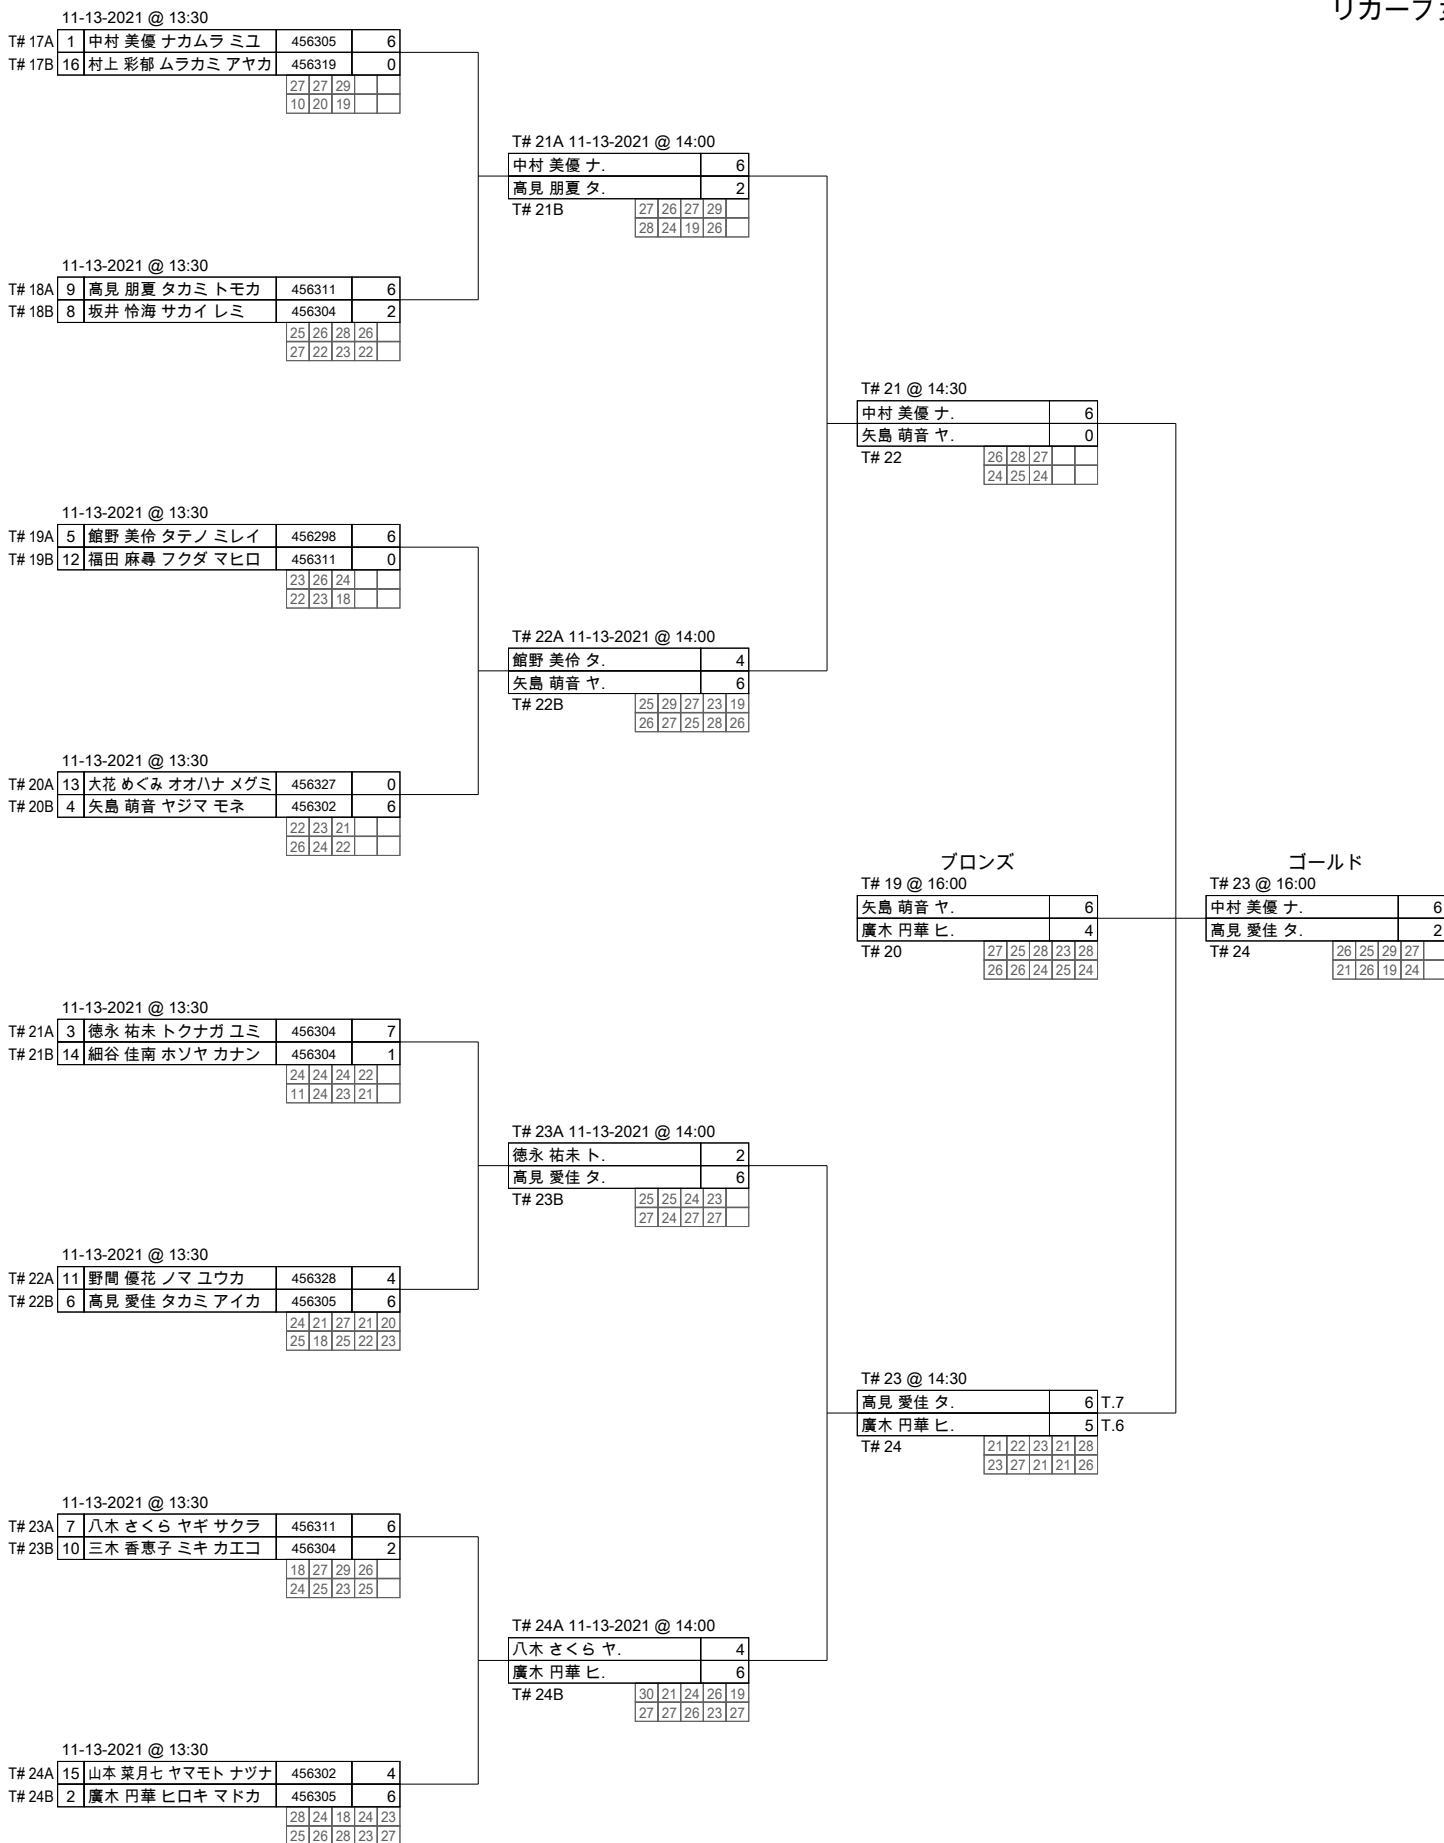 リカーブ
11-13-2021 @ 13:30
T# 17A 1 中村 美優 ナカムラ ミユ 456305 6
T# 17B 16 村上 彩郁 ムラカミ アヤカ 456319 0
27 27 29
10 20 19
T# 21A 11-13-2021 @ 14:00
中村 美優 ナ. 6
高見 朋夏 タ. 2
T# 21B 27 26 27 29
28 24 19 26
11-13-2021 @ 13:30
T# 18A 9 高見 朋夏 タカミ トモカ 456311 6
T# 18B 8 坂井 怜海 サカイ レミ 456304 2
25 26 28 26
27 22 23 22
T# 21 @ 14:30
中村 美優 ナ. 6
矢島 萌音 ヤ. 0
T# 22 26 28 27
24 25 24
11-13-2021 @ 13:30
T# 19A 5 館野 美伶 タテノ ミレイ 456298 6
T# 19B 12 福田 麻尋 フクダ マヒロ 456311 0
23 26 24
22 23 18
T# 22A 11-13-2021 @ 14:00
館野 美伶 タ. 4
矢島 萌音 ヤ. 6
T# 22B 25 29 27 23 19
26 27 25 28 26
11-13-2021 @ 13:30
T# 20A 13 大花 めぐみ オオハナ メグミ 456327 0
T# 20B 4 矢島 萌音 ヤジマ モネ 456302 6
22 23 21
26 24 22
ブロンズ
T# 19 @ 16:00
矢島 萌音 ヤ. 6
廣木 円華 ヒ. 4
T# 20 27 25 28 23 28
26 26 24 25 24
ゴールド
T# 23 @ 16:00
中村 美優 ナ. 6
高見 愛佳 タ. 2
T# 24 26 25 29 27
21 26 19 24
11-13-2021 @ 13:30
T# 21A 3 徳永 祐未 トクナガ ユミ 456304 7
T# 21B 14 細谷 佳南 ホソヤ カナン 456304 1
24 24 24 22
11 24 23 21
T# 23A 11-13-2021 @ 14:00
徳永 祐未 ト. 2
高見 愛佳 タ. 6
T# 23B 25 25 24 23
27 24 27 27
11-13-2021 @ 13:30
T# 22A 11 野間 優花 ノマ ユウカ 456328 4
T# 22B 6 高見 愛佳 タカミ アイカ 456305 6
24 21 27 21 20
25 18 25 22 23
T# 23 @ 14:30
高見 愛佳 タ. 6 T.7
廣木 円華 ヒ. 5 T.6
T# 24 21 22 23 21 28
23 27 21 21 26
11-13-2021 @ 13:30
T# 23A 7 八木 さくら ヤギ サクラ 456311 6
T# 23B 10 三木 香恵子 ミキ カエコ 456304 2
18 27 29 26
24 25 23 25
T# 24A 11-13-2021 @ 14:00
八木 さくら ヤ. 4
廣木 円華 ヒ. 6
T# 24B 30 21 24 26 19
27 27 26 23 27
11-13-2021 @ 13:30
T# 24A 15 山本 菜月七 ヤマモト ナヅナ 456302 4
T# 24B 2 廣木 円華 ヒロキ マドカ 456305 6
28 24 18 24 23
25 26 28 23 27